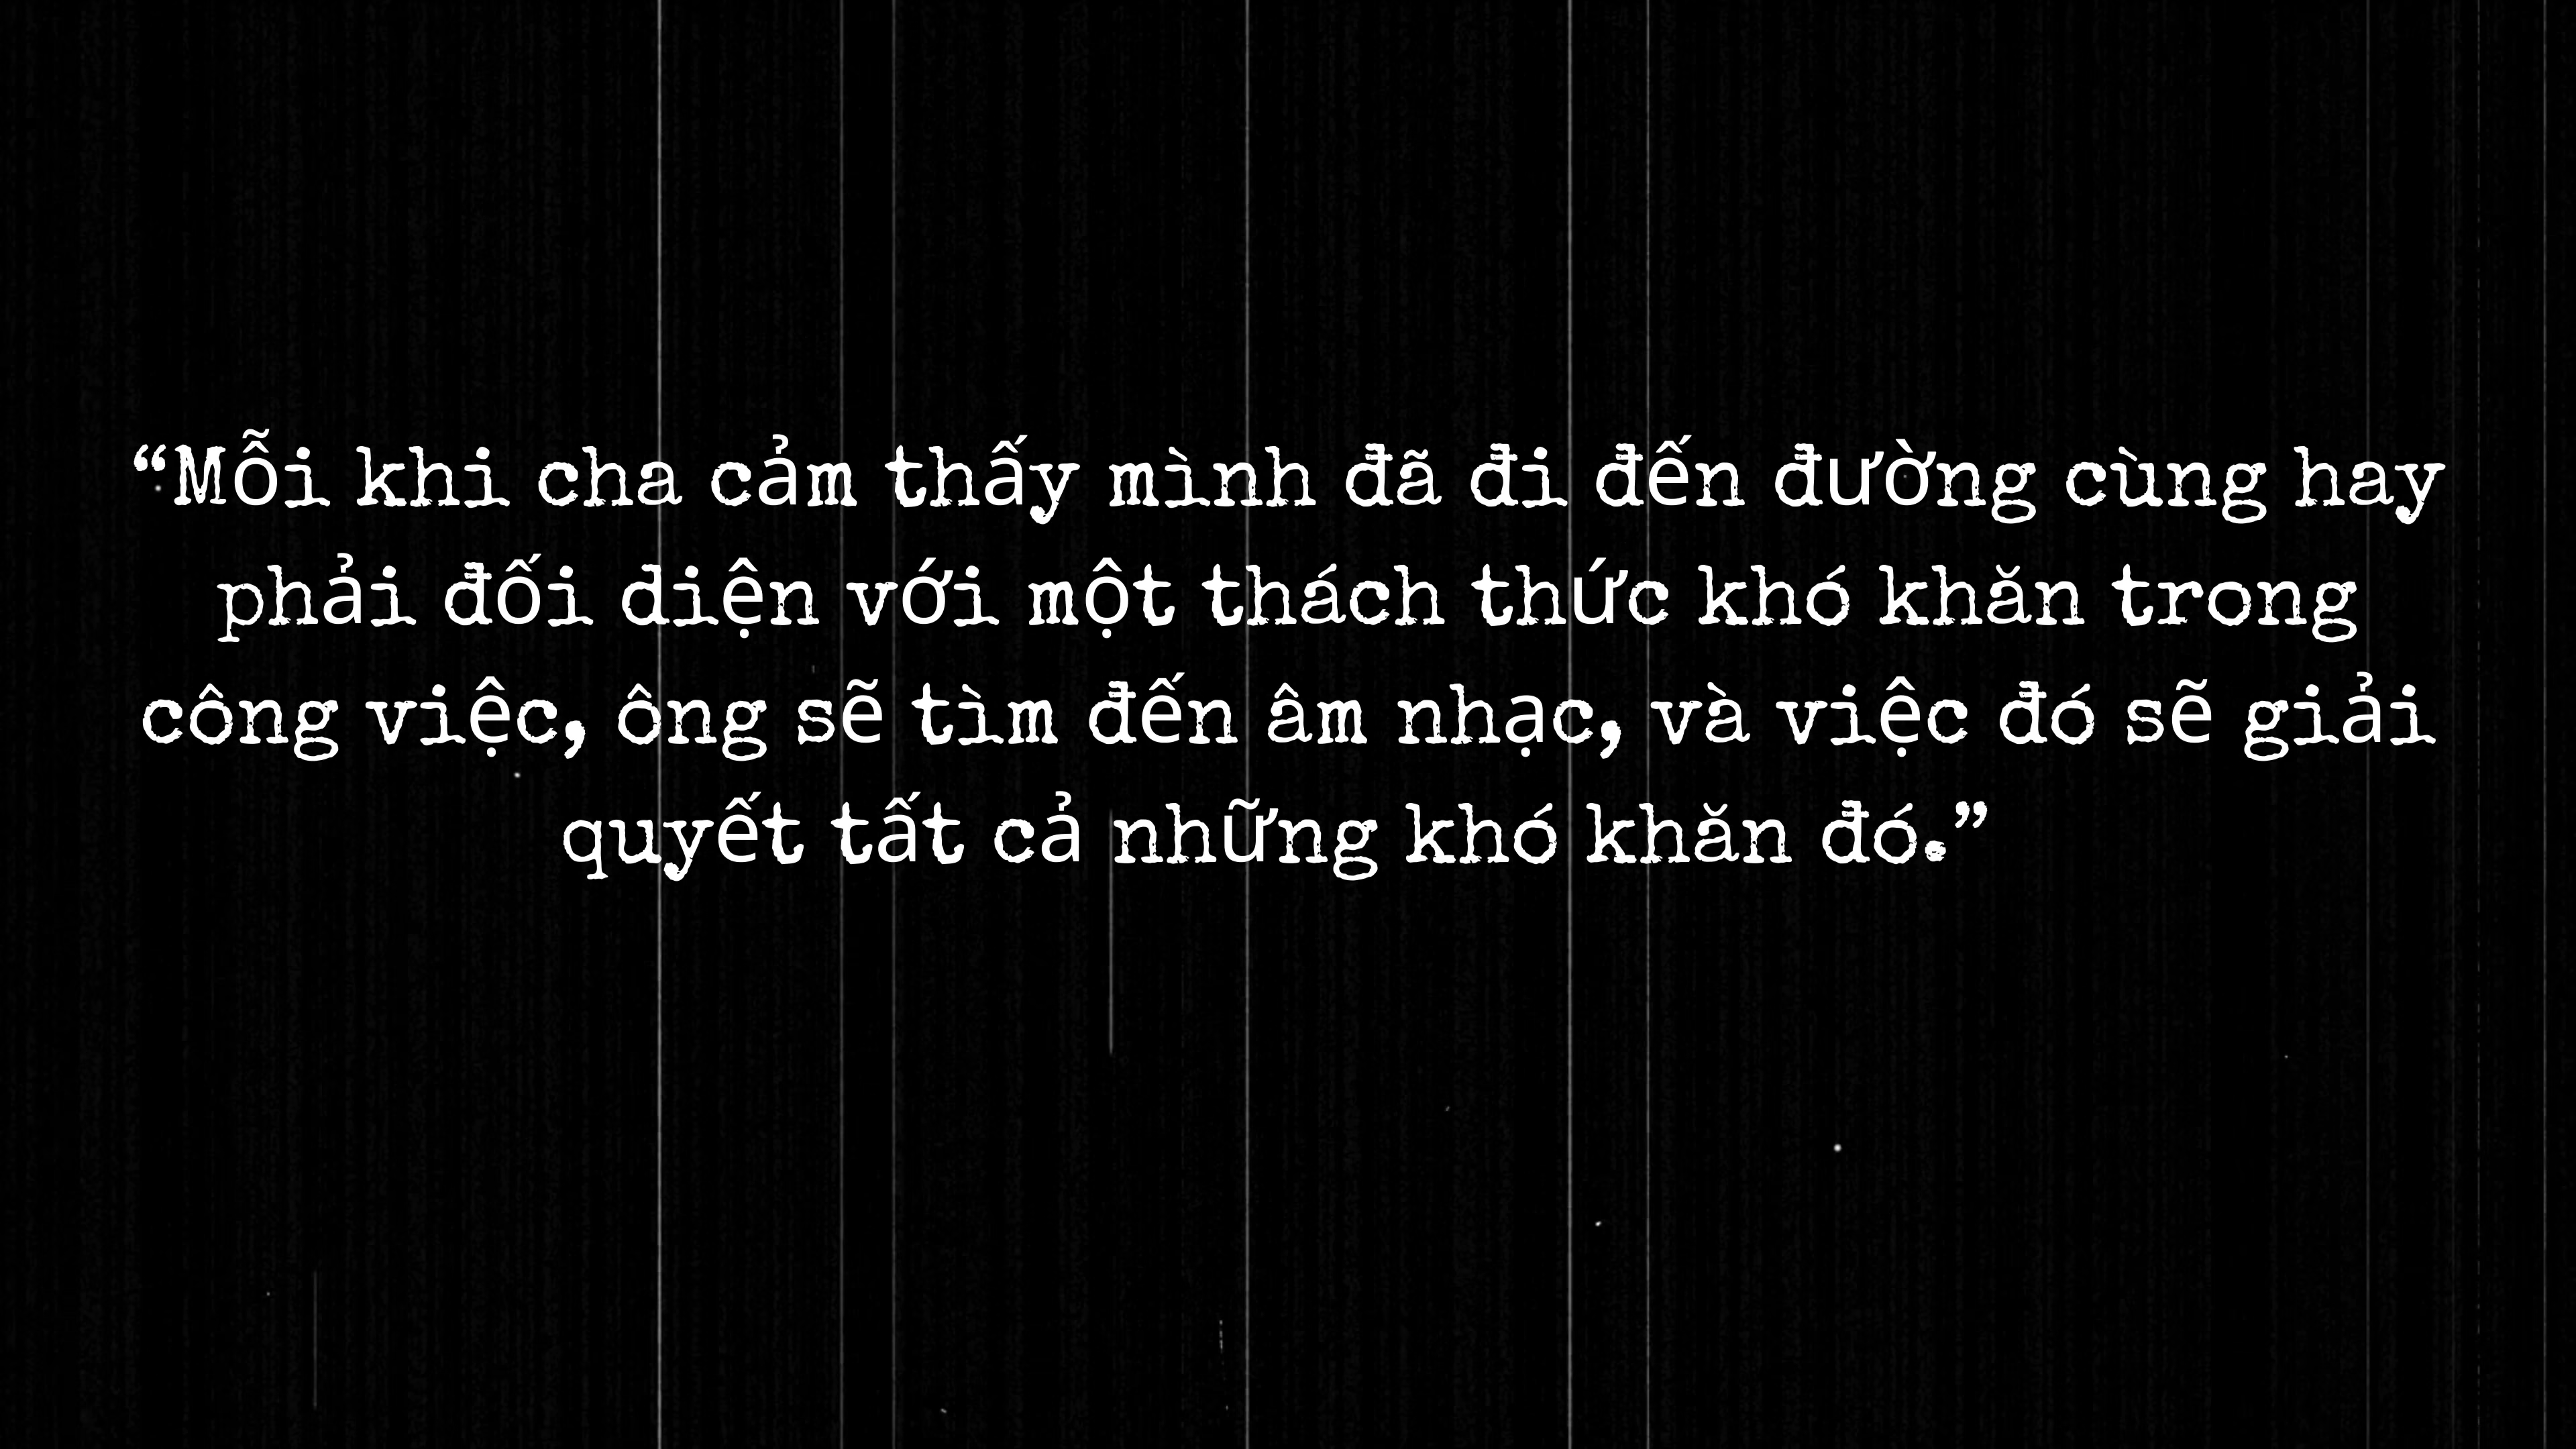 “Mỗi khi cha cảm thấy mình đã đi đến đường cùng hay
phải đối diện với một thách thức khó khăn trong
công việc, ông sẽ tìm đến âm nhạc, và việc đó sẽ giải
quyết tất cả những khó khăn đó.”